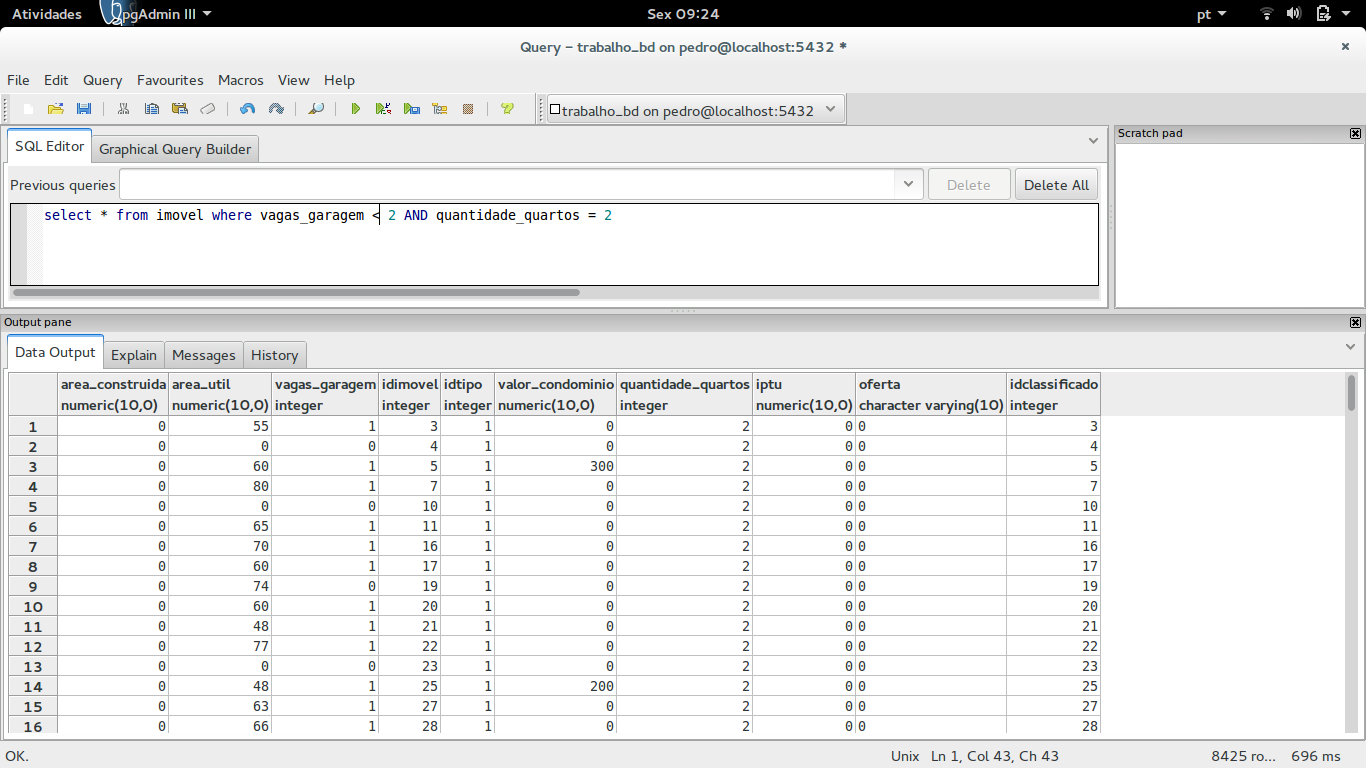 Atividades pgAdmin III Sex 09:24 pt
Query - trabalho_bd on pedro@localhost:5432 *
File Edit Query Favourites Macros View Help
trabalho_bd on pedro@localhost:5432
SQL Editor Graphical Query Builder
Scratch pad
Previous queries Delete Delete All
select * from imovel where vagas_garagem < 2 AND quantidade_quartos = 2
Output pane
Data Output Explain Messages History
area_construida area_util vagas_garagem idimovel idtipo valor_condominio quantidade_quartos iptu oferta idclassificado
numeric(10,0) numeric(10,0) integer integer integer numeric(10,0) integer numeric(10,0) character varying(10) integer
1 0 55 1 3 1 0 2 0 0 3
2 0 0 0 4 1 0 2 0 0 4
3 0 60 1 5 1 300 2 0 0 5
4 0 80 1 7 1 0 2 0 0 7
5 0 0 0 10 1 0 2 0 0 10
6 0 65 1 11 1 0 2 0 0 11
7 0 70 1 16 1 0 2 0 0 16
8 0 60 1 17 1 0 2 0 0 17
9 0 74 0 19 1 0 2 0 0 19
10 0 60 1 20 1 0 2 0 0 20
11 0 48 1 21 1 0 2 0 0 21
12 0 77 1 22 1 0 2 0 0 22
13 0 0 0 23 1 0 2 0 0 23
14 0 48 1 25 1 200 2 0 0 25
15 0 63 1 27 1 0 2 0 0 27
16 0 66 1 28 1 0 2 0 0 28
OK. Unix Ln 1, Col 43, Ch 43 8425 ro... 696 ms